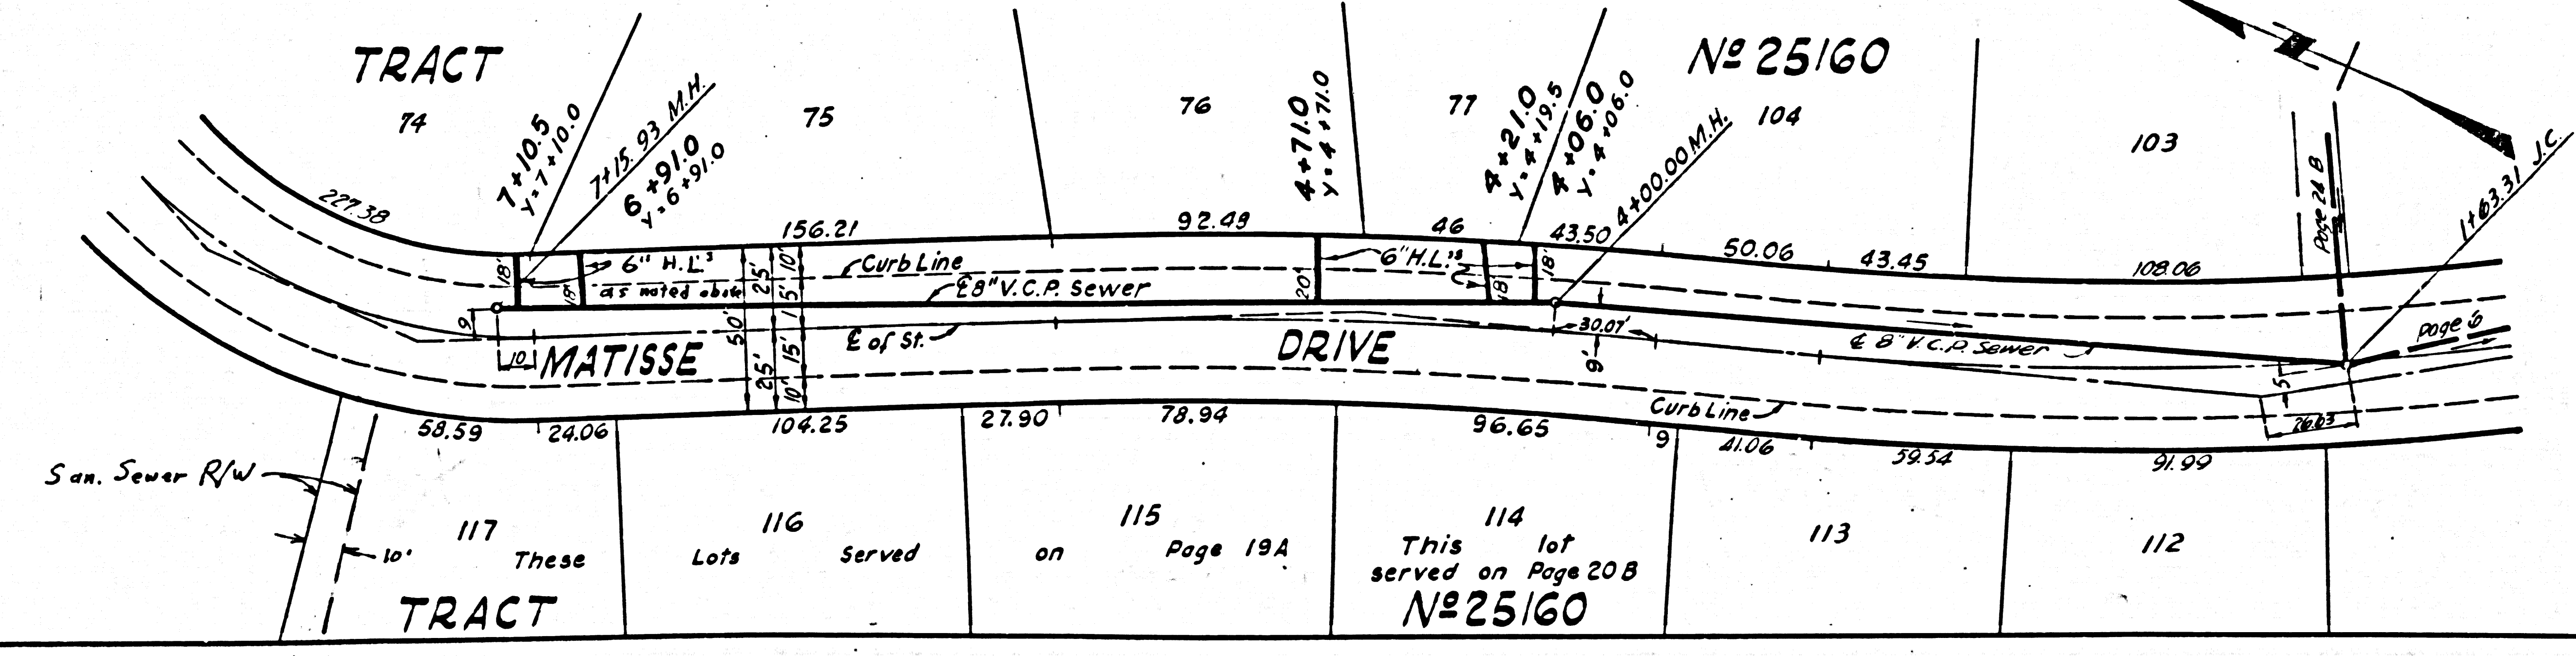 TRACT
Nº 25160
74
75
76
77
104
103
7+10.5
Y=7+10.0
7+15.93 M.H.
6+91.0
Y=6+91.0
4+71.0
Y=4+71.0
4+21.0
Y=4+19.5
4+06.0
Y=4+06.0
4+00.00 M.H.
1+63.31 J.C.
227.38
156.21
92.49
46
43.50
50.06
43.45
108.06
18'
18'
6" H.L.ˢ
as noted above
25'
10'
15'
Curb Line
℄ 8" V.C.P. Sewer
20'
6" H.L.'s
18'
18'
9
10
MATISSE
50'
25'
15'
10'
℄ of St.
DRIVE
30.07'
9'
℄ 8" V.C.P. Sewer
Page 6
5
26.63
Curb Line
58.59
24.06
104.25
27.90
78.94
96.65
9
41.06
59.54
91.99
San. Sewer R/W
10'
117
116
115
114
113
112
These Lots Served on Page 19A
This lot
served on Page 20B
TRACT
Nº 25160